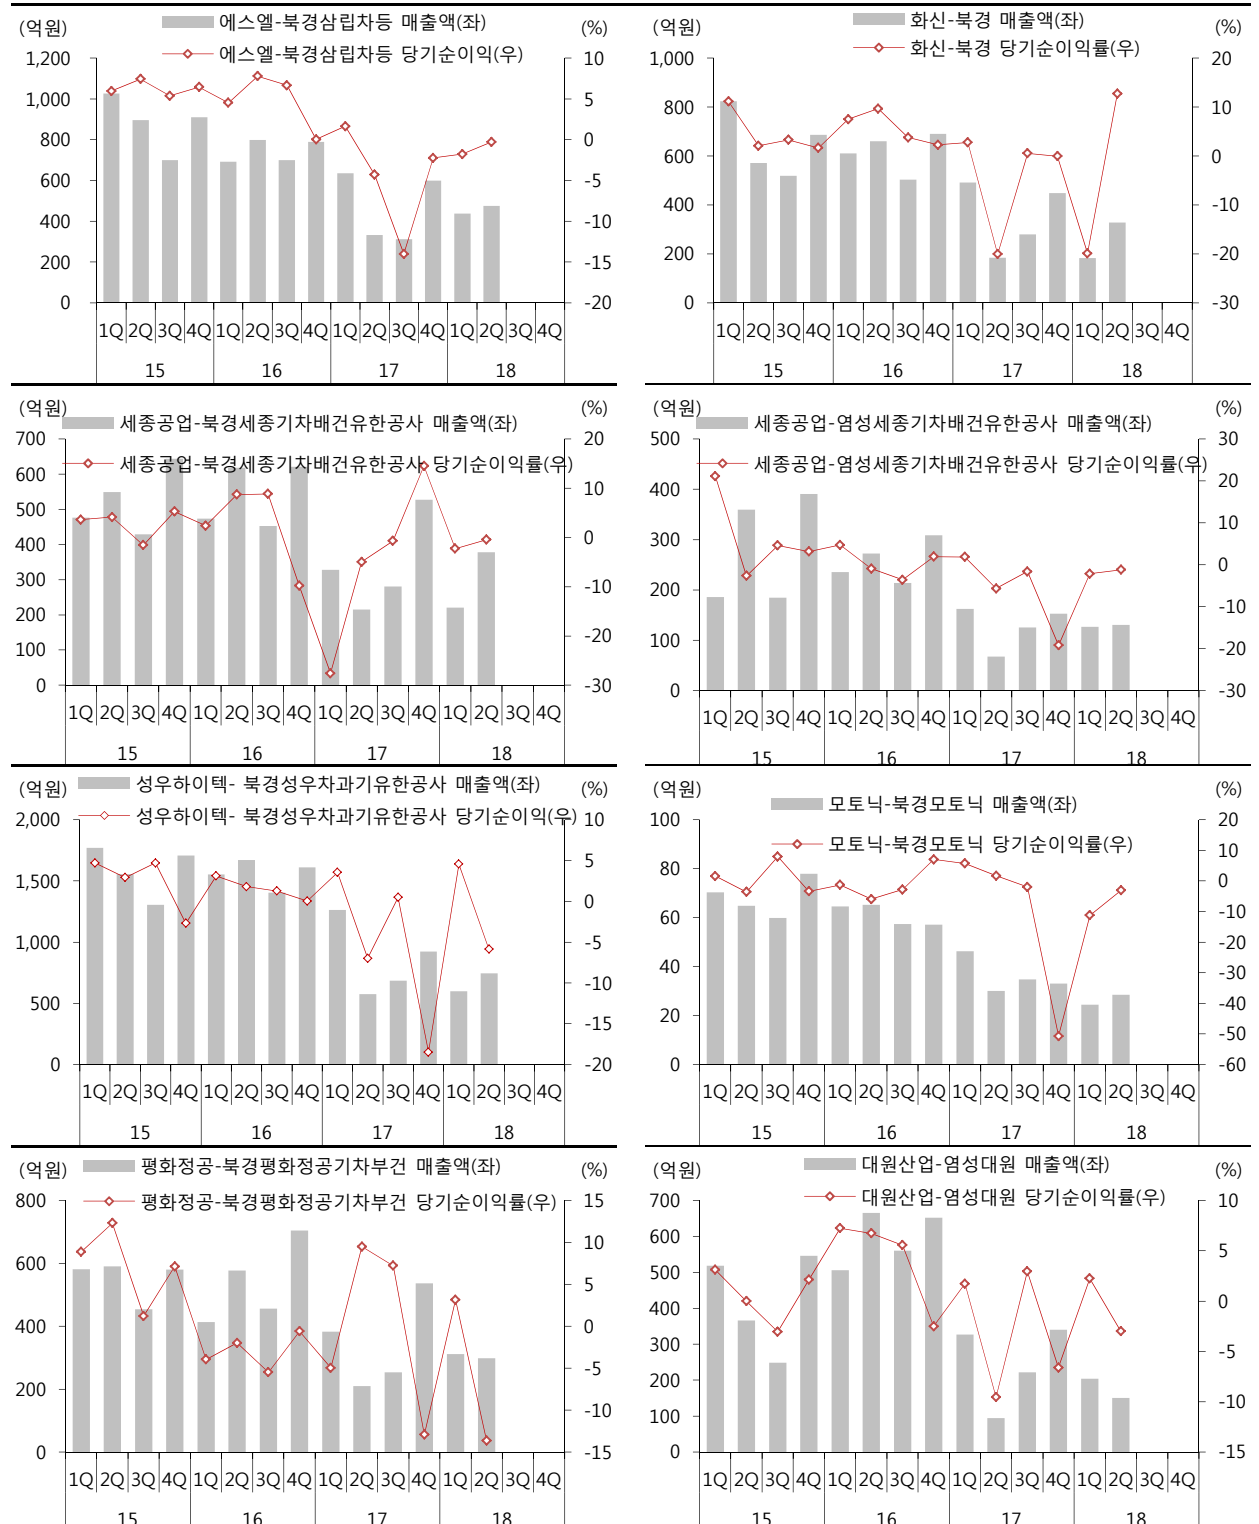 (억원)
에스엘-북경삼립차등 매출액(좌)
에스엘-북경삼립차등 당기순이익(우)
(%)
1,200
1,000
800
600
400
200
0
10
5
0
-5
-10
-15
-20
1Q 2Q 3Q 4Q 1Q 2Q 3Q 4Q 1Q 2Q 3Q 4Q 1Q 2Q 3Q 4Q
15 16 17 18
(억원)
화신-북경 매출액(좌)
화신-북경 당기순이익률(우)
(%)
1,000
800
600
400
200
0
20
10
0
-10
-20
-30
1Q 2Q 3Q 4Q 1Q 2Q 3Q 4Q 1Q 2Q 3Q 4Q 1Q 2Q 3Q 4Q
15 16 17 18
(억원)
세종공업-북경세종기차배건유한공사 매출액(좌)
세종공업-북경세종기차배건유한공사 당기순이익률(우)
(%)
700
600
500
400
300
200
100
0
20
10
0
-10
-20
-30
1Q 2Q 3Q 4Q 1Q 2Q 3Q 4Q 1Q 2Q 3Q 4Q 1Q 2Q 3Q 4Q
15 16 17 18
(억원)
세종공업-염성세종기차배건유한공사 매출액(좌)
세종공업-염성세종기차배건유한공사 당기순이익률(우)
(%)
500
400
300
200
100
0
30
20
10
0
-10
-20
-30
1Q 2Q 3Q 4Q 1Q 2Q 3Q 4Q 1Q 2Q 3Q 4Q 1Q 2Q 3Q 4Q
15 16 17 18
(억원)
성우하이텍- 북경성우차과기유한공사 매출액(좌)
성우하이텍- 북경성우차과기유한공사 당기순이익(우)
(%)
2,000
1,500
1,000
500
0
10
5
0
-5
-10
-15
-20
1Q 2Q 3Q 4Q 1Q 2Q 3Q 4Q 1Q 2Q 3Q 4Q 1Q 2Q 3Q 4Q
15 16 17 18
(억원)
모토닉-북경모토닉 매출액(좌)
모토닉-북경모토닉 당기순이익률(우)
(%)
100
80
60
40
20
0
20
10
0
-10
-20
-30
-40
-50
-60
1Q 2Q 3Q 4Q 1Q 2Q 3Q 4Q 1Q 2Q 3Q 4Q 1Q 2Q 3Q 4Q
15 16 17 18
(억원)
평화정공-북경평화정공기차부건 매출액(좌)
평화정공-북경평화정공기차부건 당기순이익률(우)
(%)
800
600
400
200
0
15
10
5
0
-5
-10
-15
1Q 2Q 3Q 4Q 1Q 2Q 3Q 4Q 1Q 2Q 3Q 4Q 1Q 2Q 3Q 4Q
15 16 17 18
(억원)
대원산업-염성대원 매출액(좌)
대원산업-염성대원 당기순이익률(우)
(%)
700
600
500
400
300
200
100
0
10
5
0
-5
-10
-15
1Q 2Q 3Q 4Q 1Q 2Q 3Q 4Q 1Q 2Q 3Q 4Q 1Q 2Q 3Q 4Q
15 16 17 18